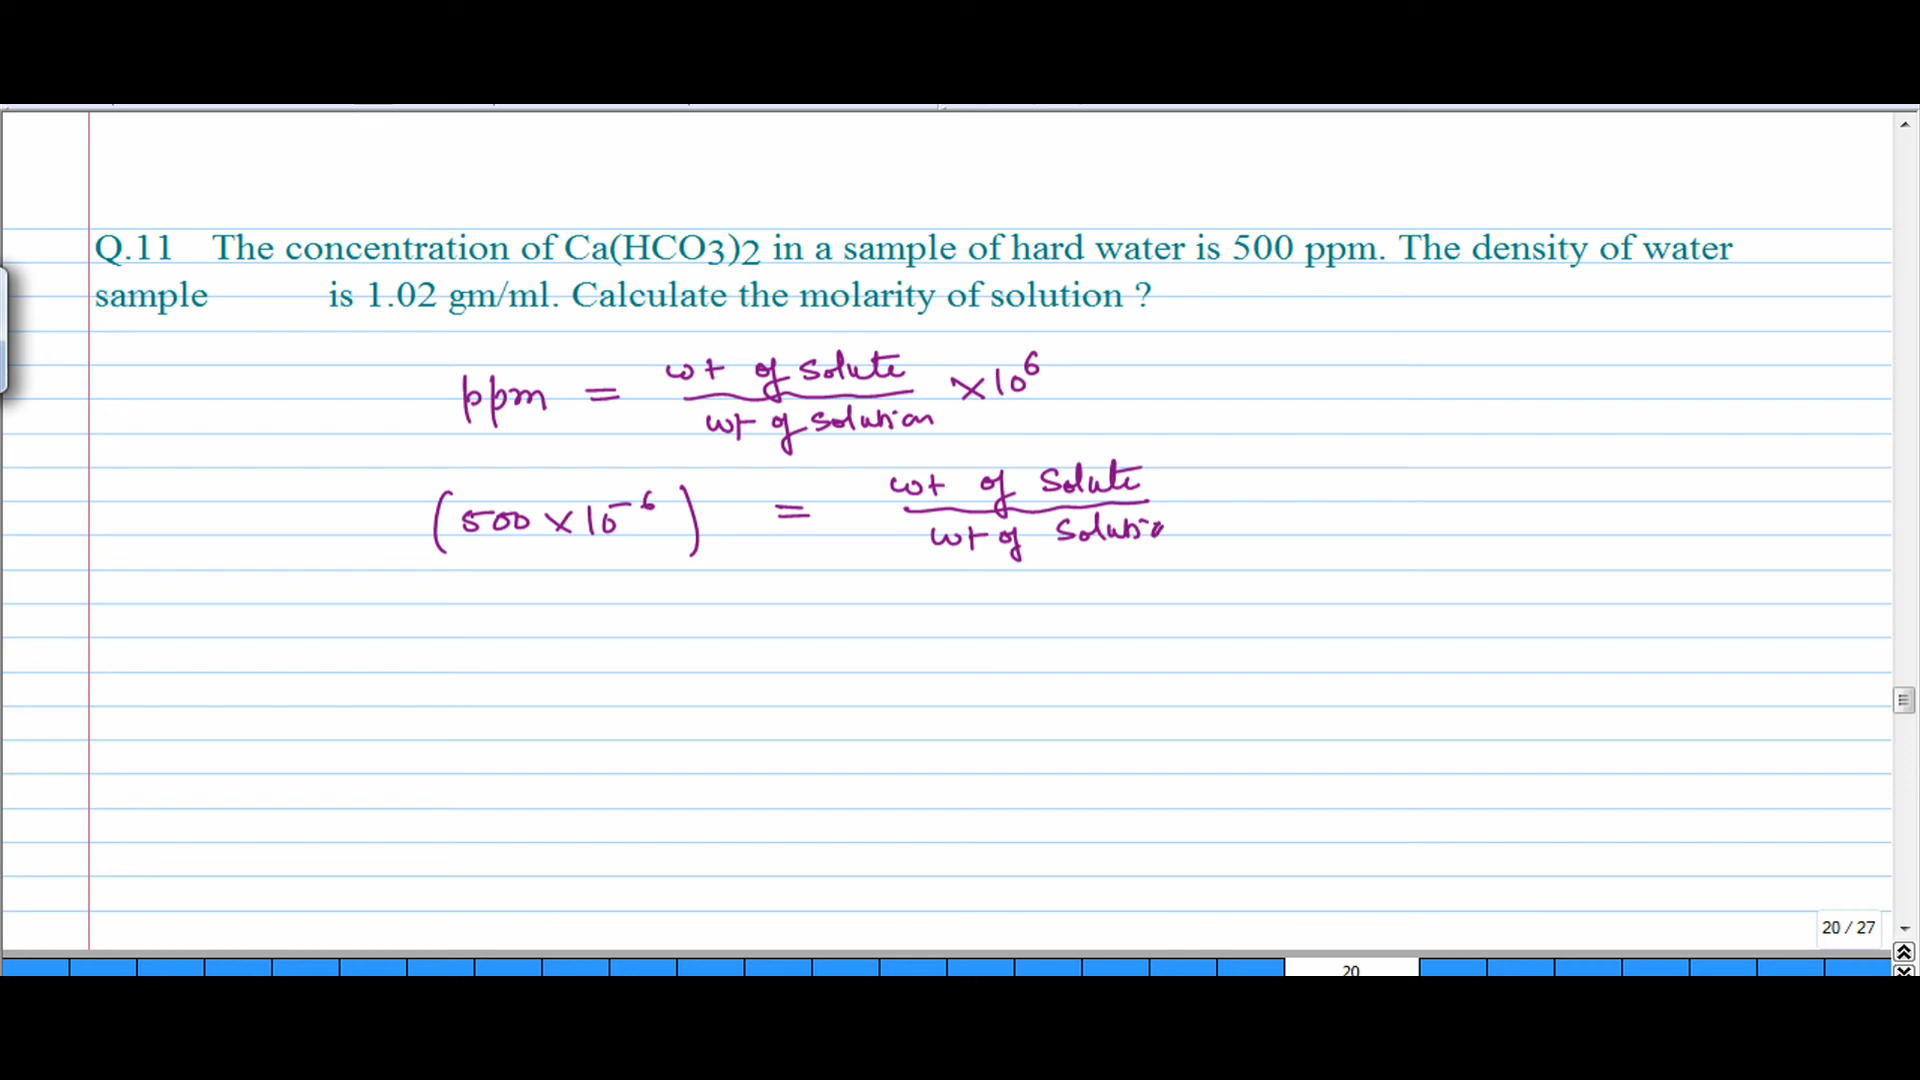 Q.11 The concentration of Ca(HCO3)2 in a sample of hard water is 500 ppm. The density of water
sample is 1.02 gm/ml. Calculate the molarity of solution ?
ppm = wt of solute / wt of solution × 10^6
(500 × 10^-6) = wt of solute / wt of solution
20 / 27
20